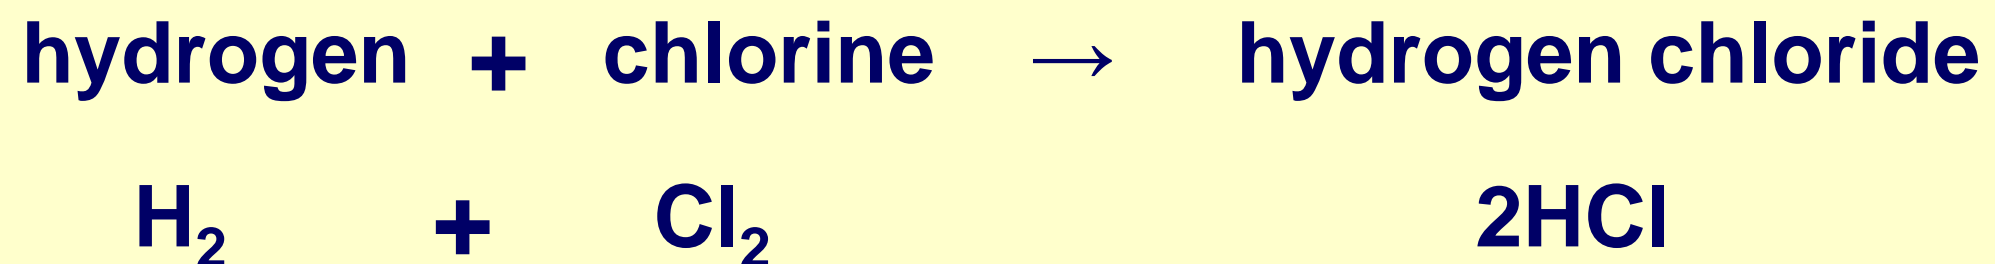 hydrogen + chlorine → hydrogen chloride
H₂ + Cl₂ 2HCl